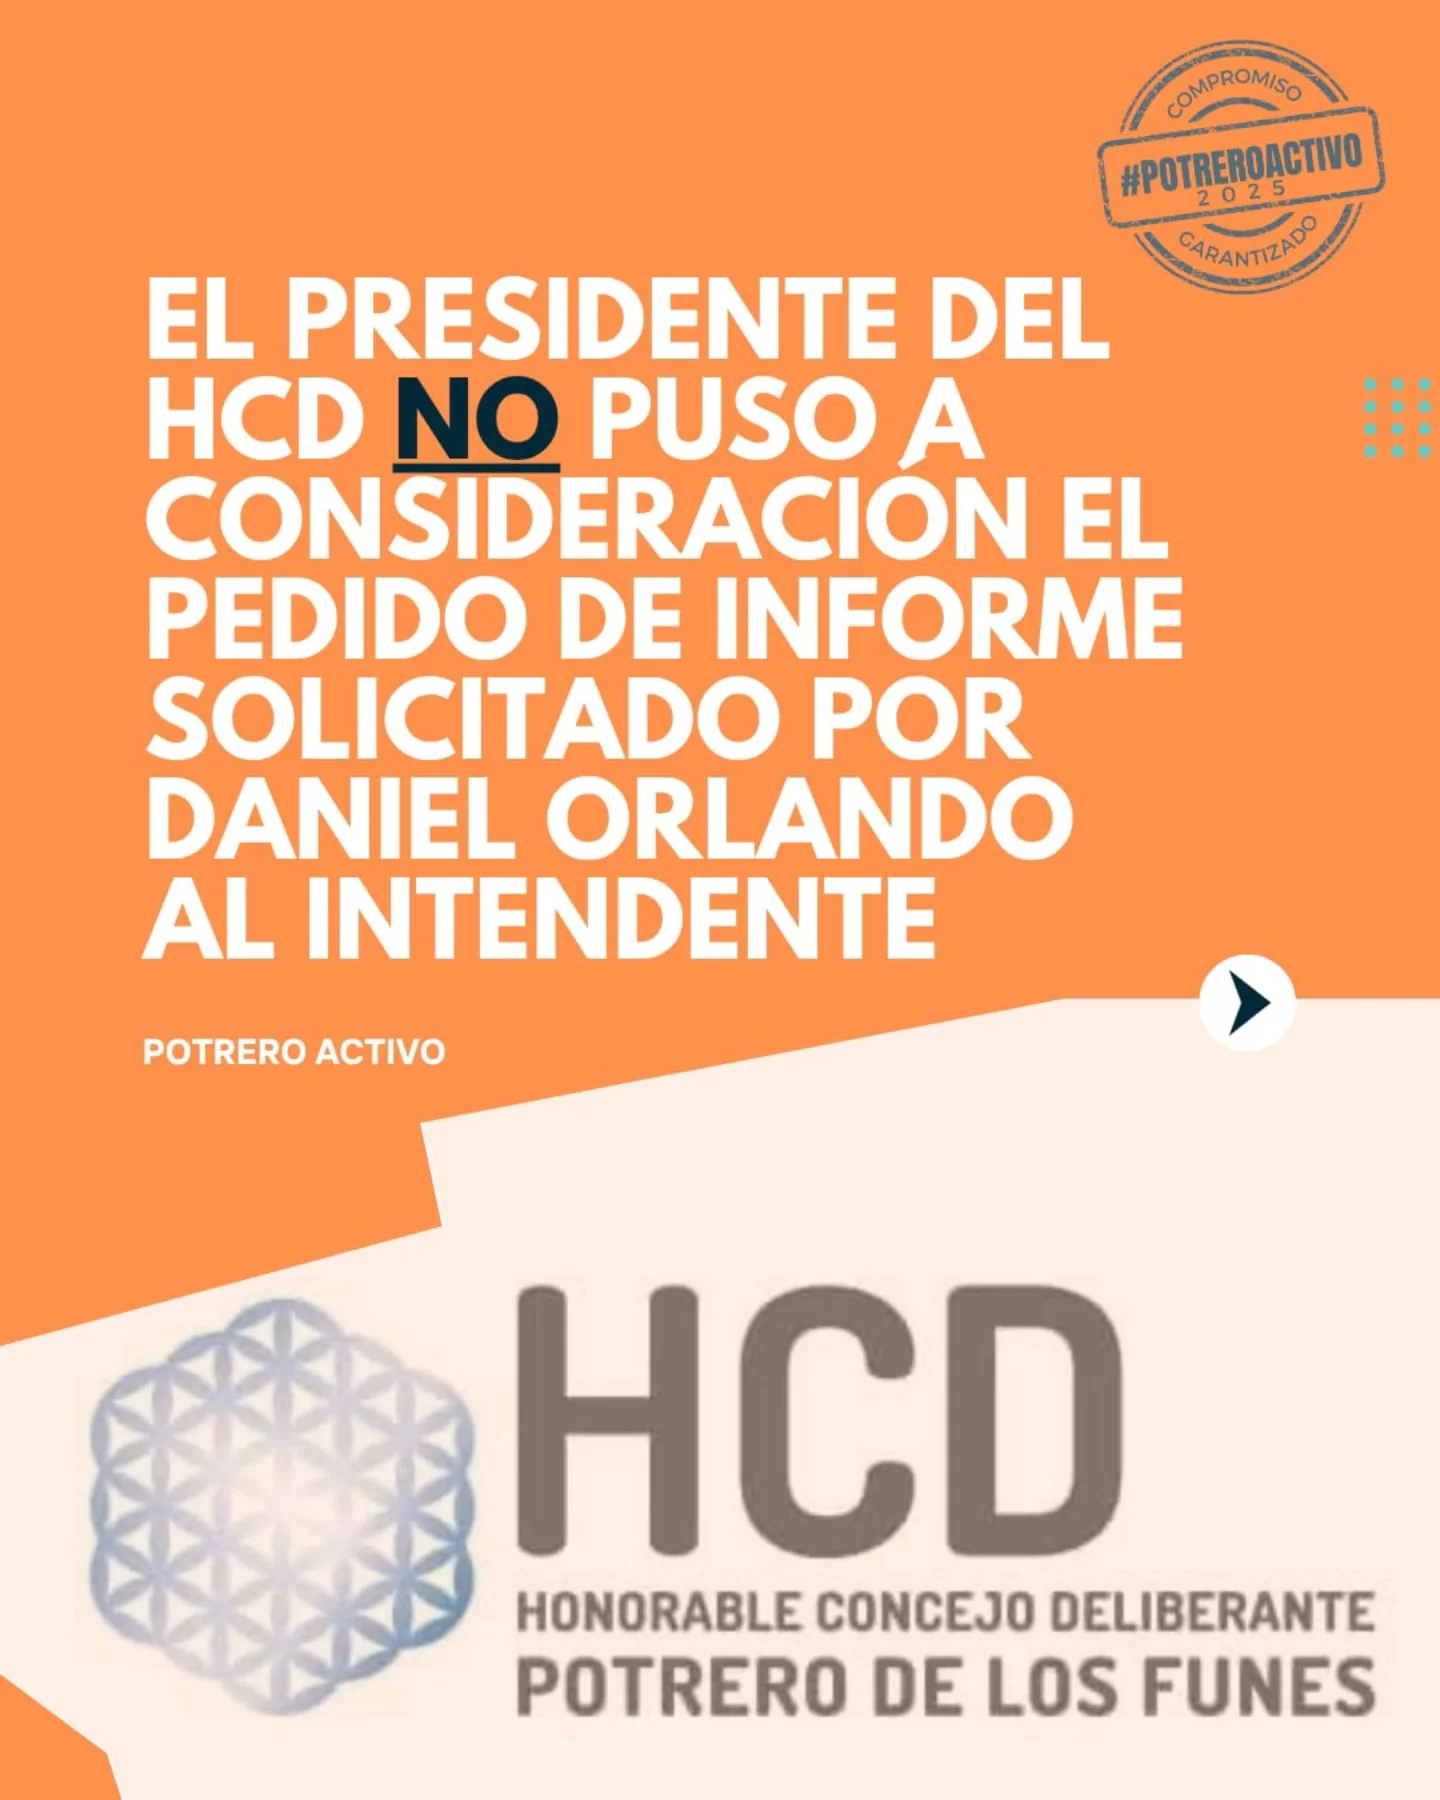 COMPROMISO
#POTREROACTIVO
2025
GARANTIZADO
EL PRESIDENTE DEL
HCD NO PUSO A
CONSIDERACIÓN EL
PEDIDO DE INFORME
SOLICITADO POR
DANIEL ORLANDO
AL INTENDENTE
POTRERO ACTIVO
HCD
HONORABLE CONCEJO DELIBERANTE
POTRERO DE LOS FUNES